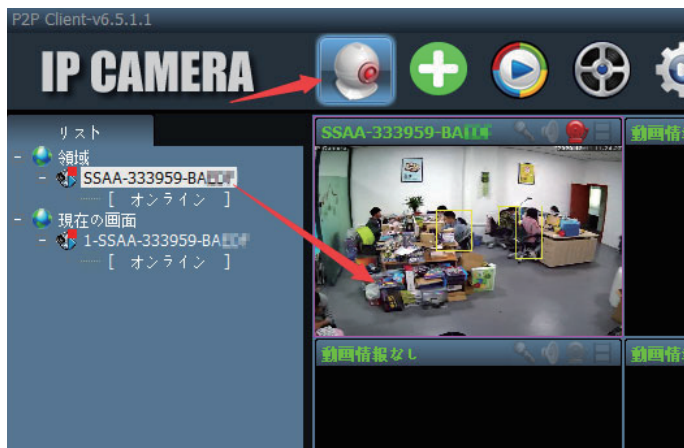 P2P Client-v6.5.1.1
IP CAMERA
リスト
領域
SSAA-333959-BA
[ オンライン ]
現在の画面
1-SSAA-333959-BA
[ オンライン ]
SSAA-333959-BA
動画情
動画情報なし
動画情